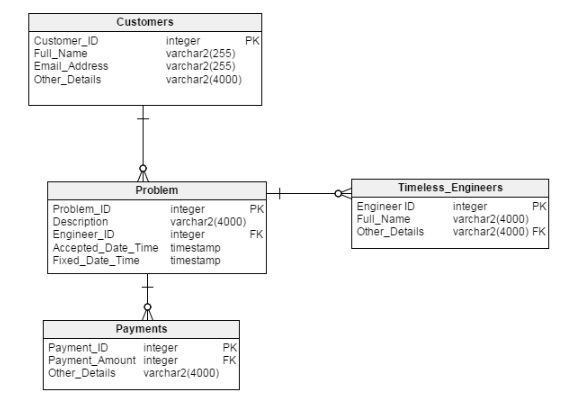 Customers
Customer_ID integer PK
Full_Name varchar2(255)
Email_Address varchar2(255)
Other_Details varchar2(4000)
Problem
Problem_ID integer PK
Description varchar2(4000)
Engineer_ID integer FK
Accepted_Date_Time timestamp
Fixed_Date_Time timestamp
Timeless_Engineers
Engineer ID integer PK
Full_Name varchar2(4000)
Other_Details varchar2(4000) FK
Payments
Payment_ID integer PK
Payment_Amount integer FK
Other_Details varchar2(4000)